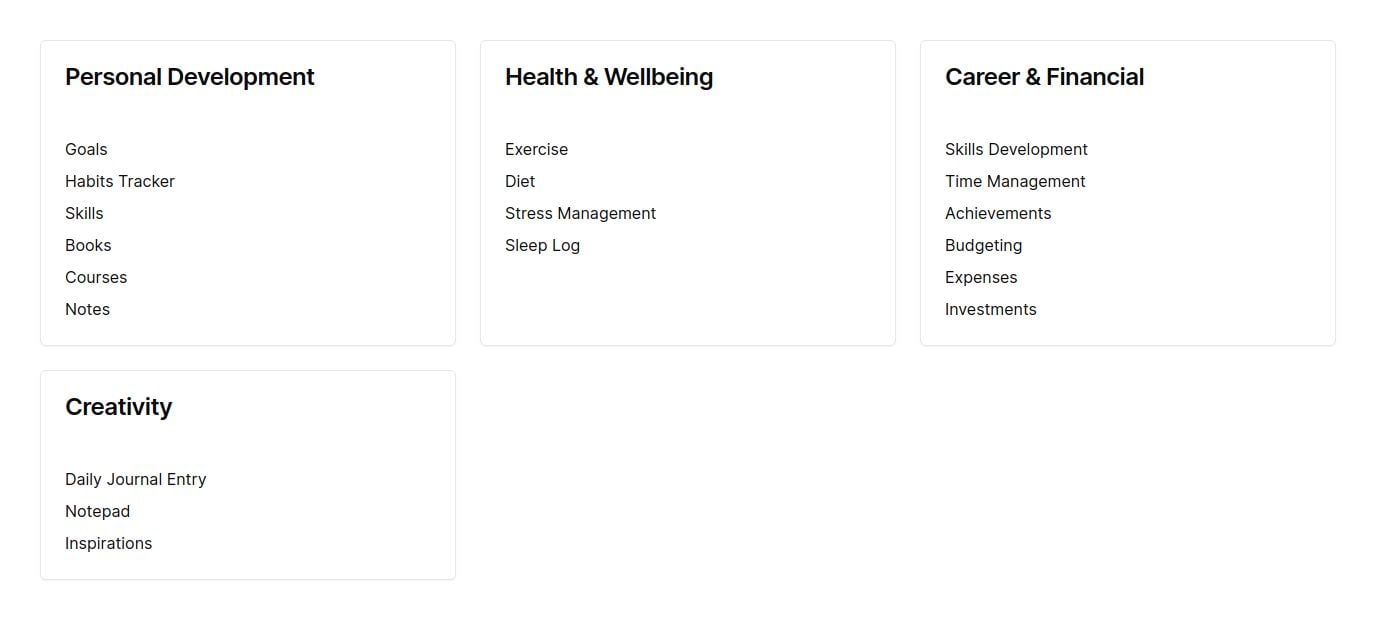 Personal Development
Goals
Habits Tracker
Skills
Books
Courses
Notes
Health & Wellbeing
Exercise
Diet
Stress Management
Sleep Log
Career & Financial
Skills Development
Time Management
Achievements
Budgeting
Expenses
Investments
Creativity
Daily Journal Entry
Notepad
Inspirations